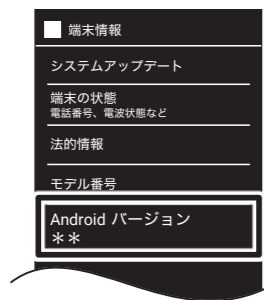 端末情報
システムアップデート
端末の状態
電話番号、電波状態など
法的情報
モデル番号
Android バージョン
＊＊